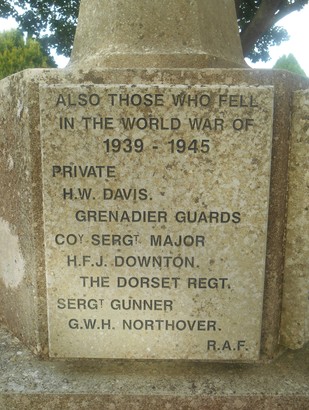 ALSO THOSE WHO FELL
IN THE WORLD WAR OF
1939 - 1945
PRIVATE
H.W. DAVIS.
GRENADIER GUARDS
COY SERGT MAJOR
H.F.J. DOWNTON.
THE DORSET REGT.
SERGT GUNNER
G.W.H. NORTHOVER.
R.A.F.